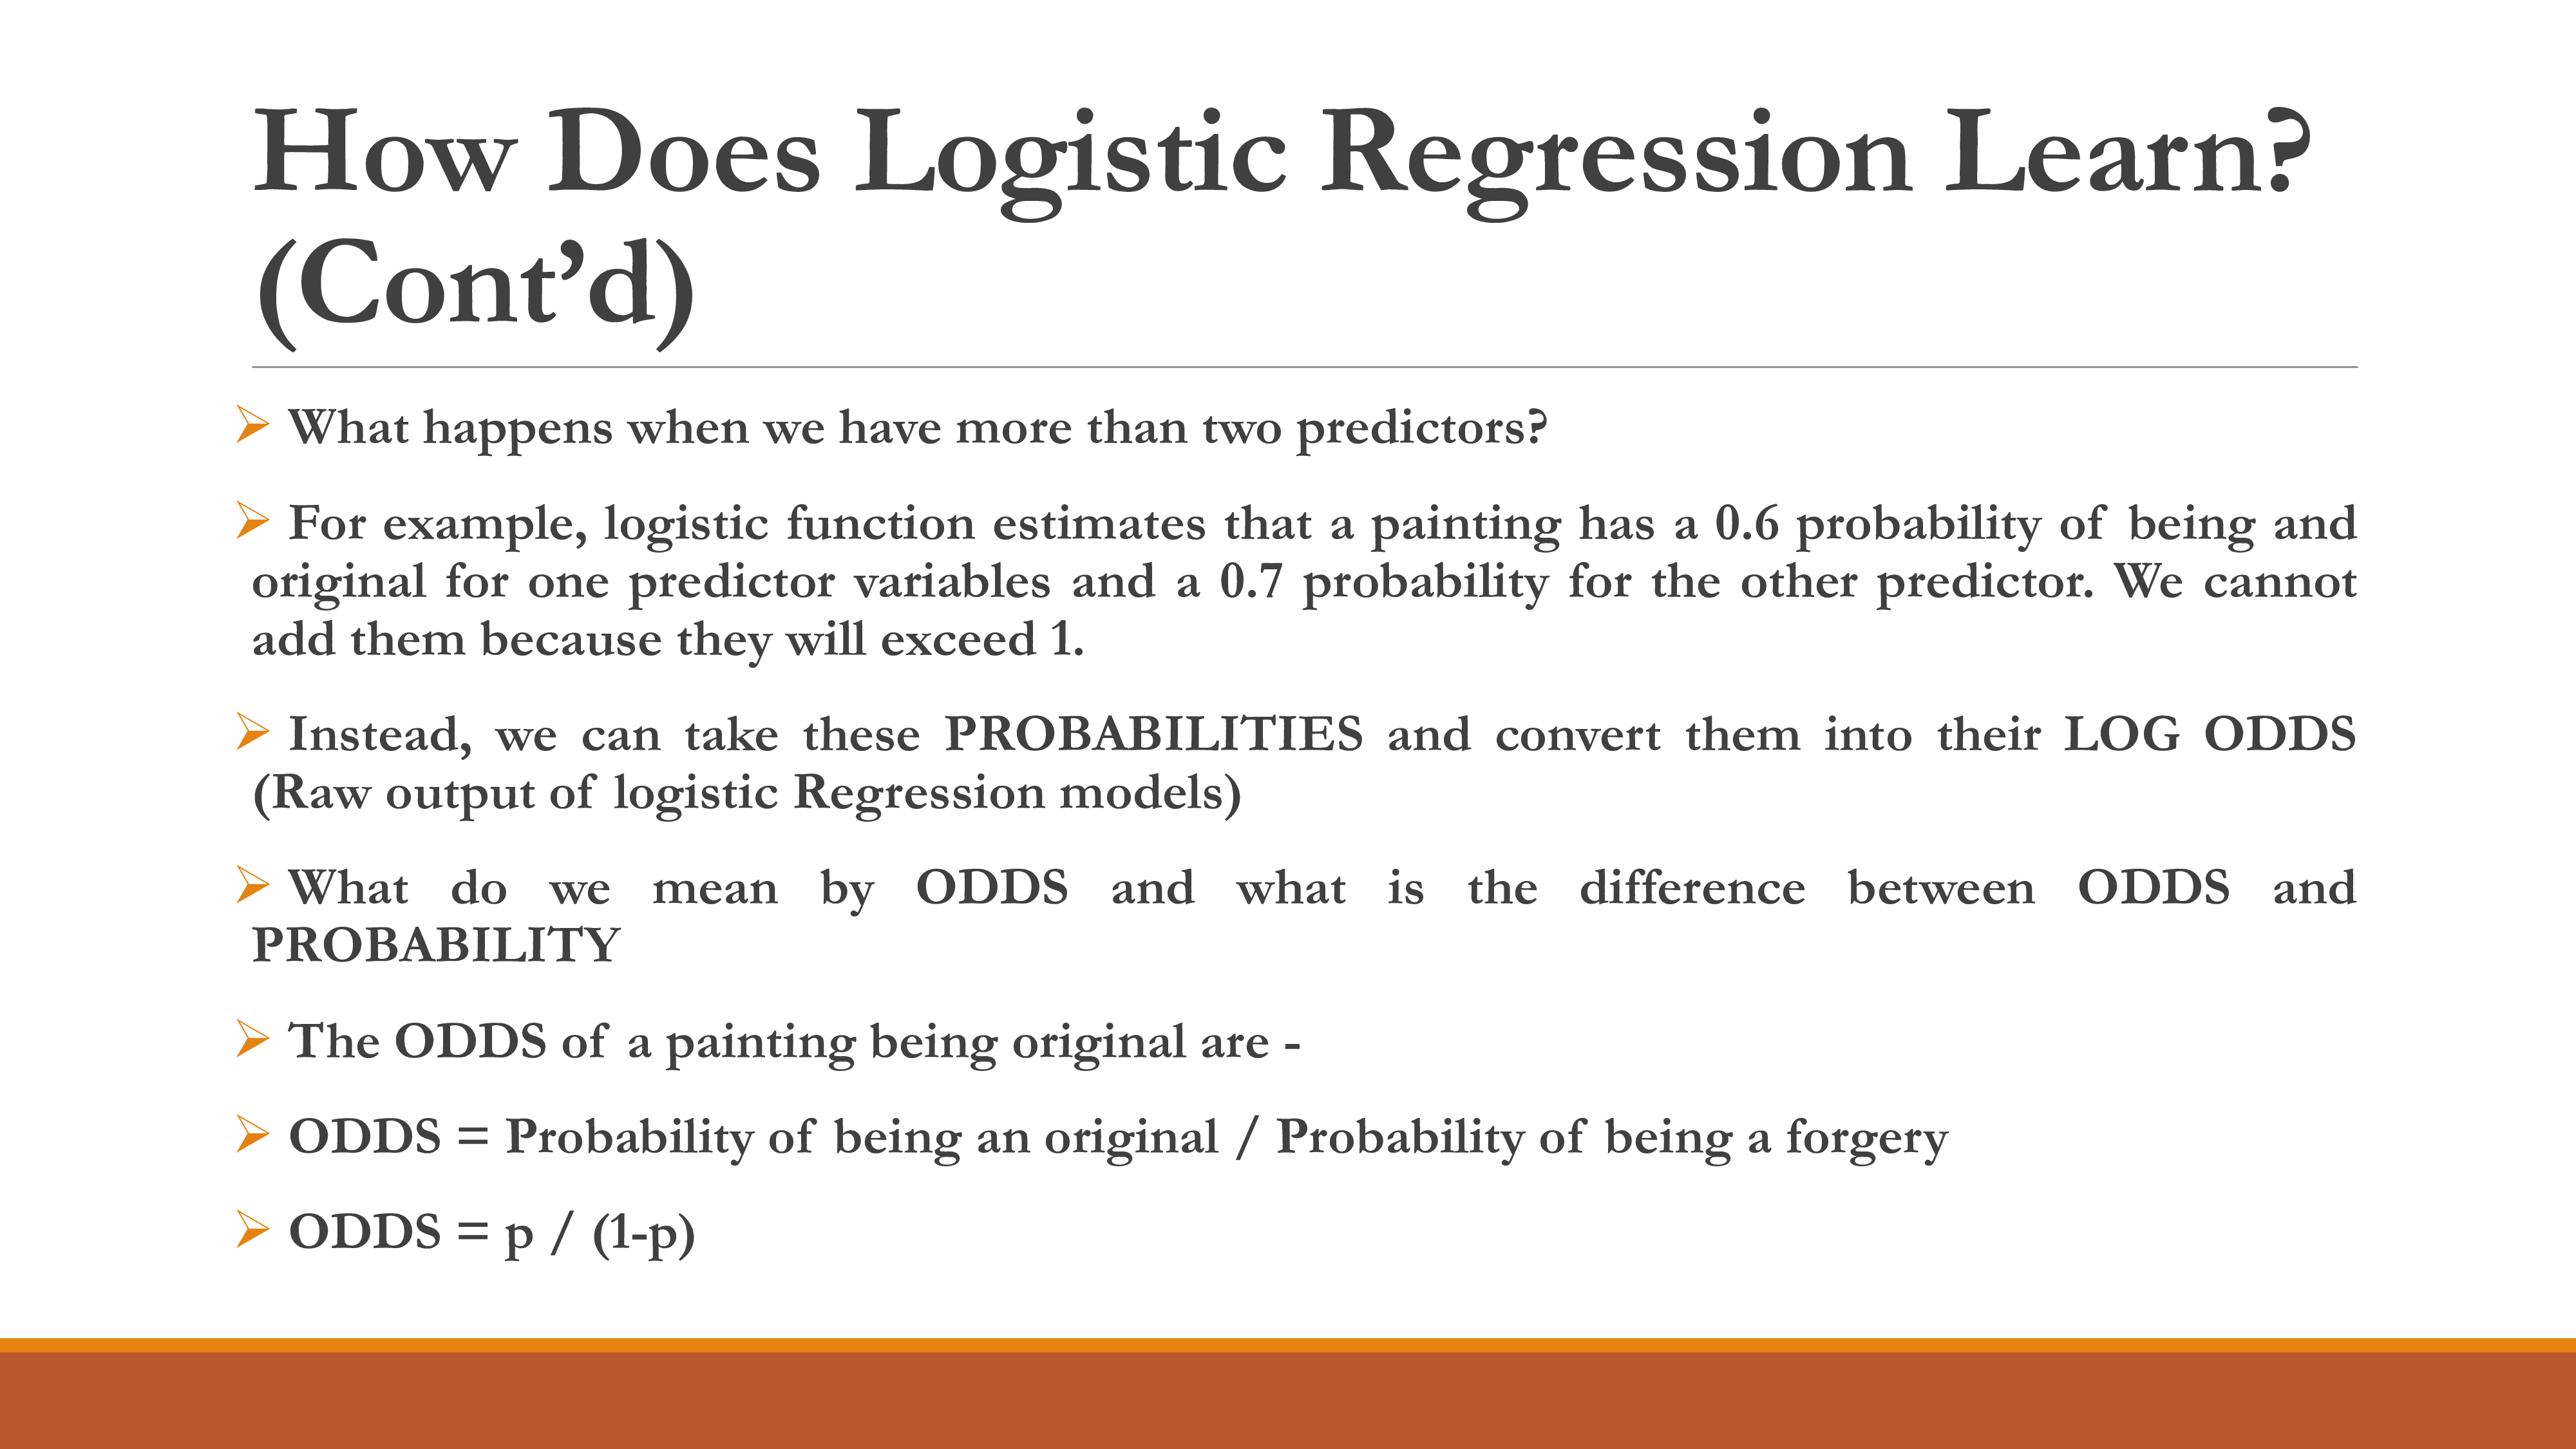 How Does Logistic Regression Learn?
(Cont’d)
What happens when we have more than two predictors?
For example, logistic function estimates that a painting has a 0.6 probability of being and
original for one predictor variables and a 0.7 probability for the other predictor. We cannot
add them because they will exceed 1.
Instead, we can take these PROBABILITIES and convert them into their LOG ODDS
(Raw output of logistic Regression models)
What do we mean by ODDS and what is the difference between ODDS and
PROBABILITY
The ODDS of a painting being original are -
ODDS = Probability of being an original / Probability of being a forgery
ODDS = p / (1-p)